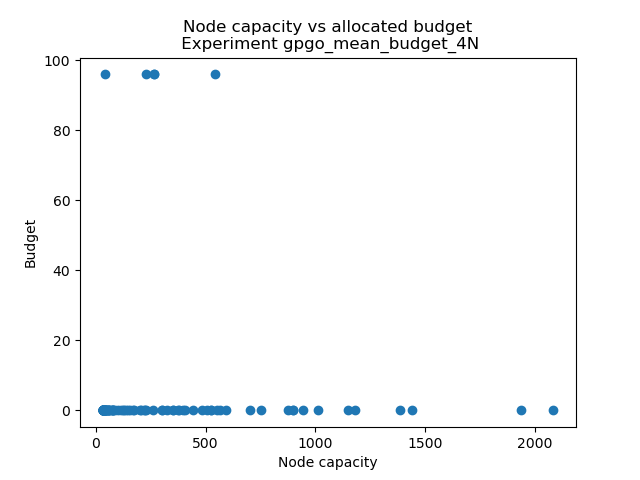 Node capacity vs allocated budget
Experiment gpgo_mean_budget_4N
100
80
60
40
20
0
Budget
0 500 1000 1500 2000
Node capacity